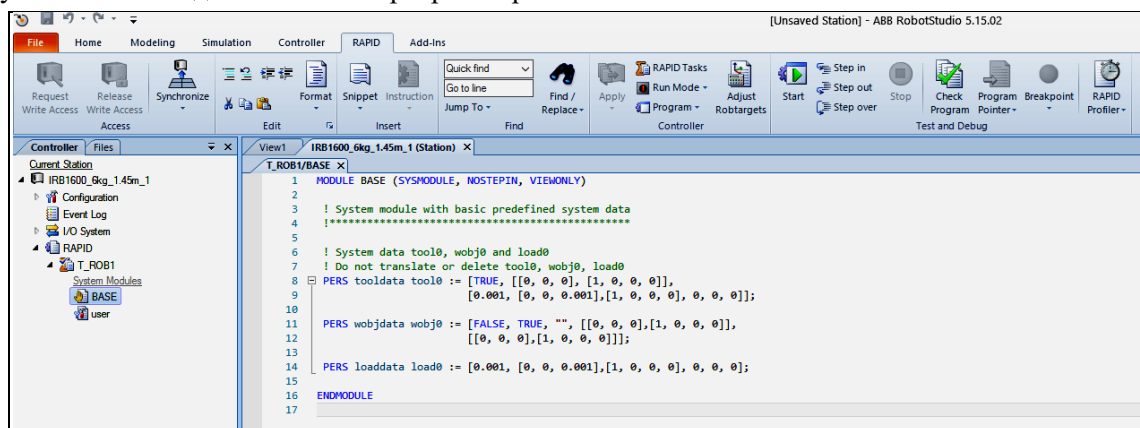 [Unsaved Station] - ABB RobotStudio 5.15.02
File Home Modeling Simulation Controller RAPID Add-Ins
Request Write Access
Release Write Access
Synchronize
Access
Format
Edit
Snippet
Instruction
Insert
Quick find
Go to line
Jump To
Find / Replace
Find
Apply
RAPID Tasks
Run Mode
Program
Adjust Robtargets
Controller
Start
Step in
Step out
Step over
Stop
Check Program
Program Pointer
Breakpoint
RAPID Profiler
Test and Debug
Controller Files
Current Station
IRB1600_6kg_1.45m_1
Configuration
Event Log
I/O System
RAPID
T_ROB1
System Modules
BASE
user
View1 IRB1600_6kg_1.45m_1 (Station)
T_ROB1/BASE
1 MODULE BASE (SYSMODULE, NOSTEPIN, VIEWONLY)
2
3 ! System module with basic predefined system data
4 !************************************************
5
6 ! System data tool0, wobj0 and load0
7 ! Do not translate or delete tool0, wobj0, load0
8 PERS tooldata tool0 := [TRUE, [[0, 0, 0], [1, 0, 0, 0]],
9 [0.001, [0, 0, 0.001],[1, 0, 0, 0], 0, 0, 0]];
10
11 PERS wobjdata wobj0 := [FALSE, TRUE, "", [[0, 0, 0],[1, 0, 0, 0]],
12 [[0, 0, 0],[1, 0, 0, 0]]];
13
14 PERS loaddata load0 := [0.001, [0, 0, 0.001],[1, 0, 0, 0], 0, 0, 0];
15
16 ENDMODULE
17